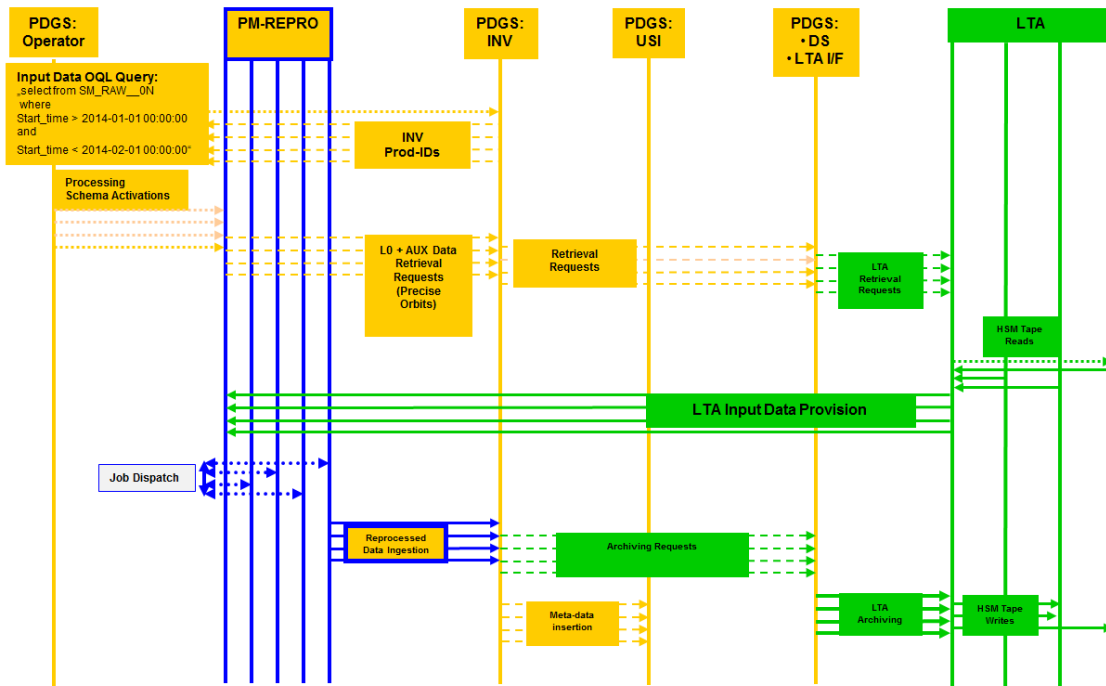 PDGS:
Operator
PM-REPRO
PDGS:
INV
PDGS:
USI
PDGS:
• DS
• LTA I/F
LTA
Input Data OQL Query:
„select from SM_RAW__0N
where
Start_time > 2014-01-01 00:00:00
and
Start_time < 2014-02-01 00:00:00“
INV
Prod-IDs
Processing
Schema Activations
L0 + AUX Data
Retrieval
Requests
(Precise
Orbits)
Retrieval
Requests
LTA
Retrieval
Requests
HSM Tape
Reads
LTA Input Data Provision
Job Dispatch
Reprocessed
Data Ingestion
Archiving Requests
Meta-data
insertion
LTA
Archiving
HSM Tape
Writes